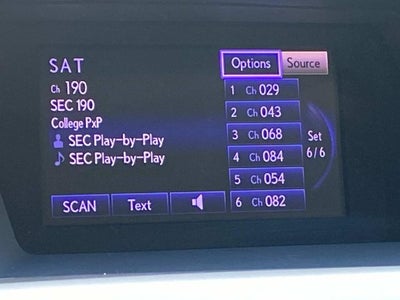 SAT
Options Source
Ch 190
SEC 190
College PxP
SEC Play-by-Play
SEC Play-by-Play
1 Ch 029
2 Ch 043
3 Ch 068
4 Ch 084
5 Ch 054
6 Ch 082
Set
6/6
SCAN Text